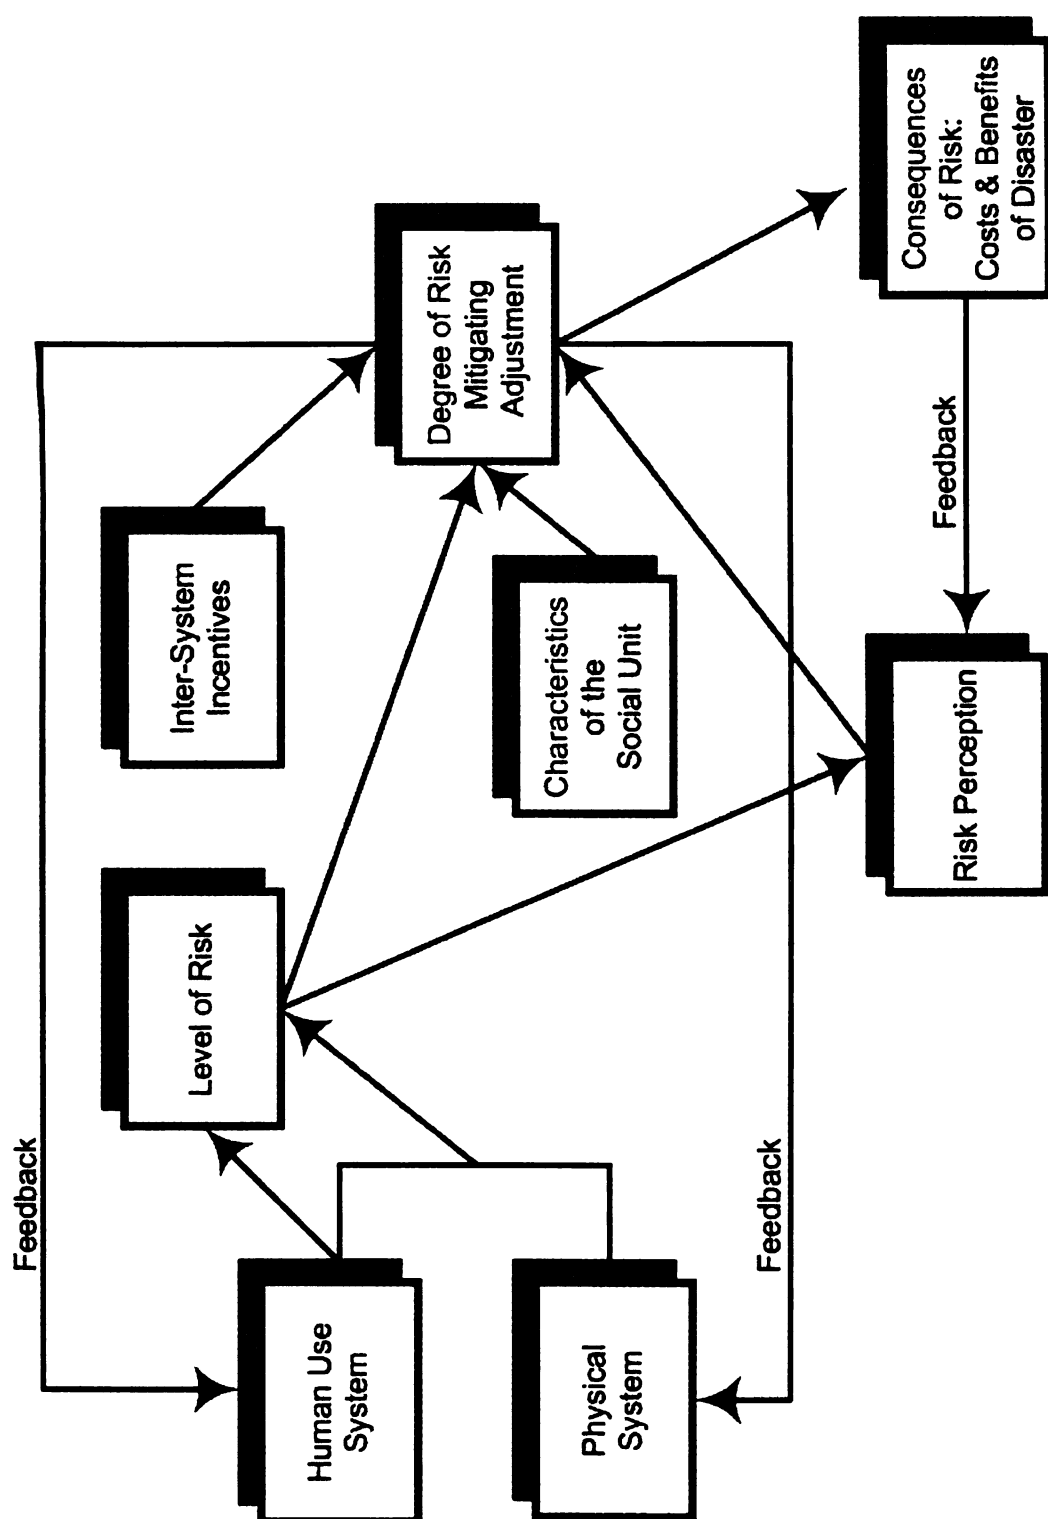 Feedback
Human Use
System
Physical
System
Feedback
Level of Risk
Inter-System
Incentives
Characteristics
of the
Social Unit
Degree of Risk
Mitigating
Adjustment
Risk Perception
Feedback
Consequences
of Risk:
Costs & Benefits
of Disaster